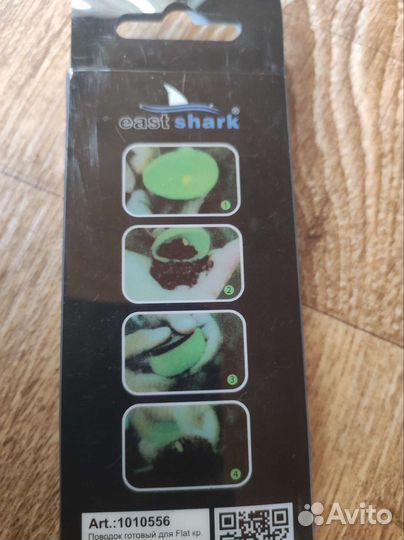 east shark®
1
2
3
4
Art.:1010556
Поводок готовый для Flat кр.
Avito